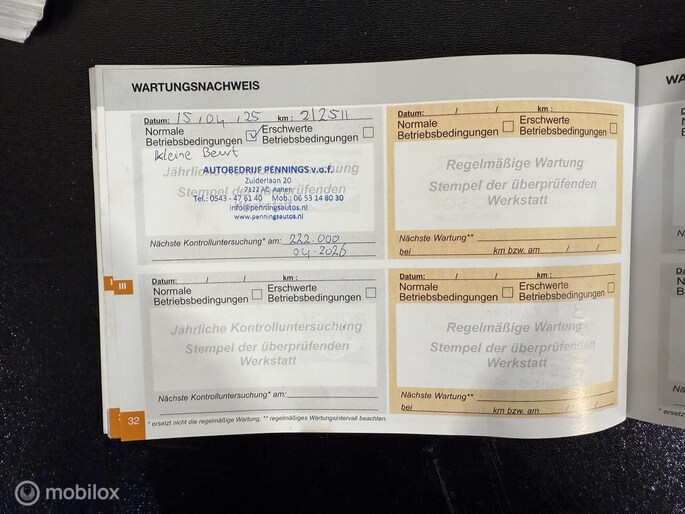 WARTUNGSNACHWEIS
WA
Datum: 15 / 04 / 25 km: 212511
Normale Betriebsbedingungen
Erschwerte Betriebsbedingungen
Kleine Beurt
Jährliche Kontrolluntersuchung
Stempel der überprüfenden
Werkstatt
AUTOBEDRIJF PENNINGS v.o.f.
Zuiderlaan 20
7122 AD Aalten
Tel.: 0543 - 47 61 40 Mob.: 06 53 14 80 30
info@penningsautos.nl
www.penningsautos.nl
Nächste Kontrolluntersuchung* am: 222.000
04-2026
Datum: / / km :
Normale Betriebsbedingungen
Erschwerte Betriebsbedingungen
Regelmäßige Wartung
Stempel der überprüfenden
Werkstatt
Nächste Wartung**
bei km bzw. am / /
III
Datum: / / km :
Normale Betriebsbedingungen
Erschwerte Betriebsbedingungen
Jährliche Kontrolluntersuchung
Stempel der überprüfenden
Werkstatt
Nächste Kontrolluntersuchung* am:
Datum: / / km :
Normale Betriebsbedingungen
Erschwerte Betriebsbedingungen
Regelmäßige Wartung
Stempel der überprüfenden
Werkstatt
Nächste Wartung**
bei km bzw. am / /
32
* ersetzt nicht die regelmäßige Wartung. ** regelmäßiges Wartungsintervall beachten.
* ersetzt
mobilox